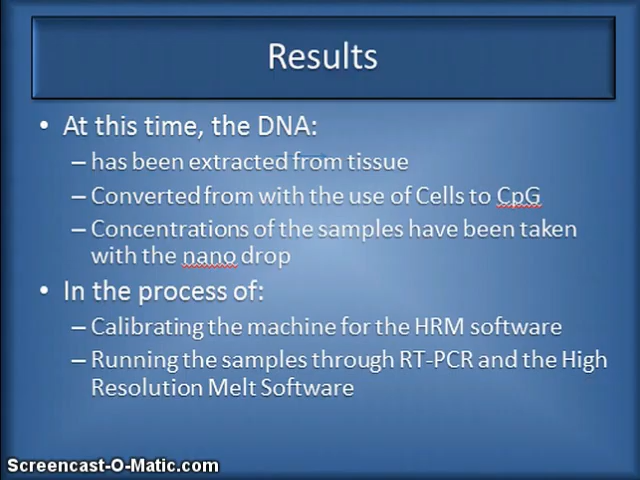 Results
• At this time, the DNA:
– has been extracted from tissue
– Converted from with the use of Cells to CpG
– Concentrations of the samples have been taken
with the nano drop
• In the process of:
– Calibrating the machine for the HRM software
– Running the samples through RT-PCR and the High
Resolution Melt Software
Screencast-O-Matic.com